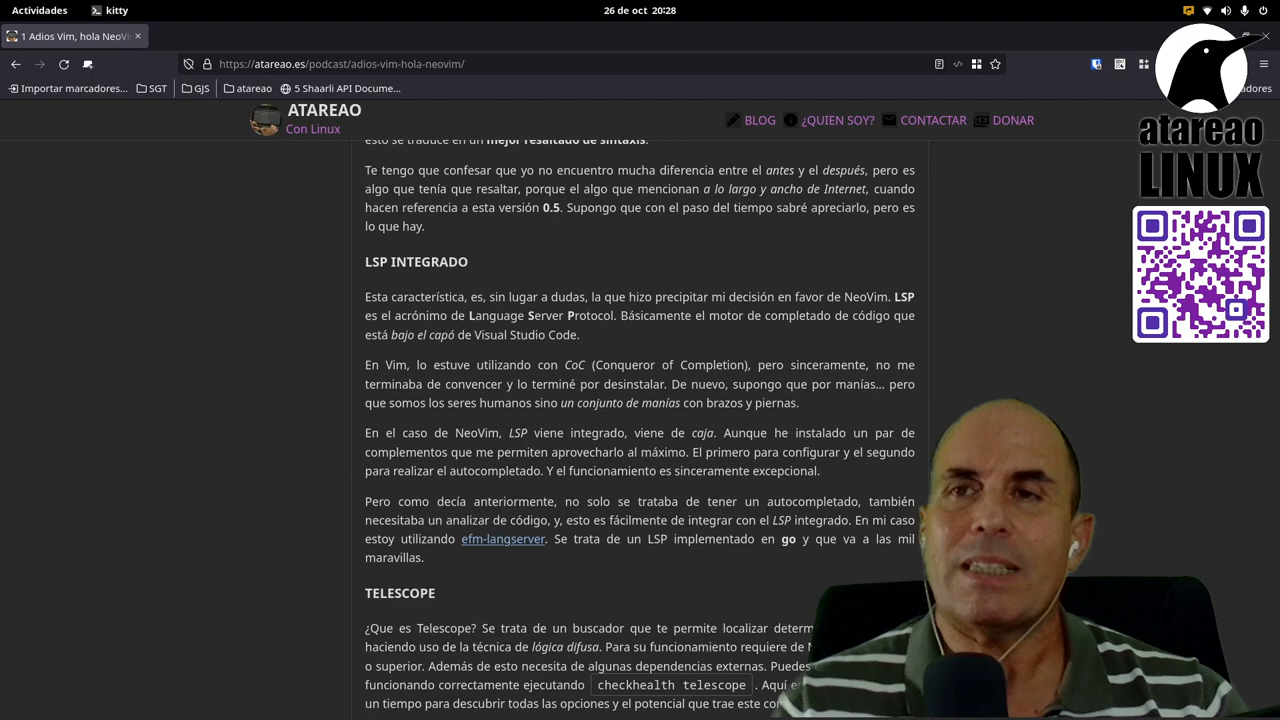 Actividades
kitty
26 de oct 20:28
1 Adios Vim, hola NeoVi
https://atareao.es/podcast/adios-vim-hola-neovim/
Importar marcadores...
SGT
GJS
atareao
5 Shaarli API Docume...
adores
ATAREAO
Con Linux
BLOG
¿QUIEN SOY?
CONTACTAR
DONAR
atareao
LINUX
esto se traduce en un mejor resaltado de sintaxis.
Te tengo que confesar que yo no encuentro mucha diferencia entre el antes y el después, pero es
algo que tenía que resaltar, porque el algo que mencionan a lo largo y ancho de Internet, cuando
hacen referencia a esta versión 0.5. Supongo que con el paso del tiempo sabré apreciarlo, pero es
lo que hay.
LSP INTEGRADO
Esta característica, es, sin lugar a dudas, la que hizo precipitar mi decisión en favor de NeoVim. LSP
es el acrónimo de Language Server Protocol. Básicamente el motor de completado de código que
está bajo el capó de Visual Studio Code.
En Vim, lo estuve utilizando con CoC (Conqueror of Completion), pero sinceramente, no me
terminaba de convencer y lo terminé por desinstalar. De nuevo, supongo que por manías... pero
que somos los seres humanos sino un conjunto de manías con brazos y piernas.
En el caso de NeoVim, LSP viene integrado, viene de caja. Aunque he instalado un par de
complementos que me permiten aprovecharlo al máximo. El primero para configurar y el segundo
para realizar el autocompletado. Y el funcionamiento es sinceramente excepcional.
Pero como decía anteriormente, no solo se trataba de tener un autocompletado, también
necesitaba un analizar de código, y, esto es fácilmente de integrar con el LSP integrado. En mi caso
estoy utilizando efm-langserver. Se trata de un LSP implementado en go y que va a las mil
maravillas.
TELESCOPE
¿Que es Telescope? Se trata de un buscador que te permite localizar determ
haciendo uso de la técnica de lógica difusa. Para su funcionamiento requiere de N
o superior. Además de esto necesita de algunas dependencias externas. Puedes
funcionando correctamente ejecutando checkhealth telescope. Aquí e
un tiempo para descubrir todas las opciones y el potencial que trae este co